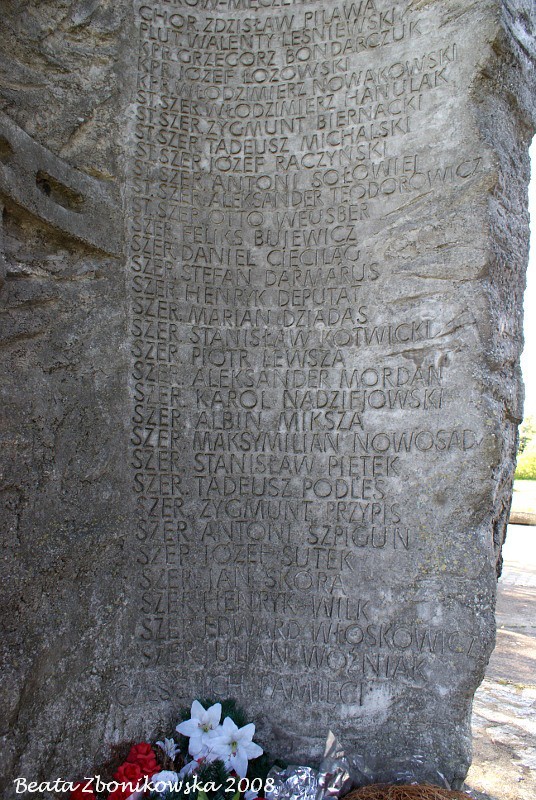 CHOR. ZDZISŁAW PILAWA
PLUT. WALENTY LEŚNIEWSKI
KPR. GRZEGORZ BONDARCZUK
KPR. JÓZEF ŁOZOWSKI
KPR. WŁODZIMIERZ NOWAKOWSKI
ST.SZER. WŁODZIMIERZ HANULAK
ST.SZER. ZYGMUNT BIERNACKI
ST.SZER. TADEUSZ MICHALSKI
ST.SZER. JÓZEF RACZYŃSKI
ST.SZER. ANTONI SOŁOWIEJ
ST.SZER. ALEKSANDER TEODOROWICZ
ST.SZER. OTTO WEUSBER
SZER. FELIKS BUJEWICZ
SZER. DANIEL CIECILĄG
SZER. STEFAN DARMARUS
SZER. HENRYK DEPUTAT
SZER. MARIAN DZIADAS
SZER. STANISŁAW KOTWICKI
SZER. PIOTR LEWSZA
SZER. ALEKSANDER MORDAŃ
SZER. KAROL NADZIEJOWSKI
SZER. ALBIN MIKSZA
SZER. MAKSYMILIAN NOWOSAD
SZER. STANISŁAW PIETEK
SZER. TADEUSZ PODLEŚ
SZER. ZYGMUNT PRZYPIS
SZER. ANTONI SZPIGUN
SZER. JÓZEF SUTEK
SZER. JAN SKÓRA
SZER. HENRYK WILK
SZER. EDWARD WŁOSKOWICZ
SZER. JULIAN WOŹNIAK
CZEŚĆ ICH PAMIĘCI
Beata Zbonikowska 2008